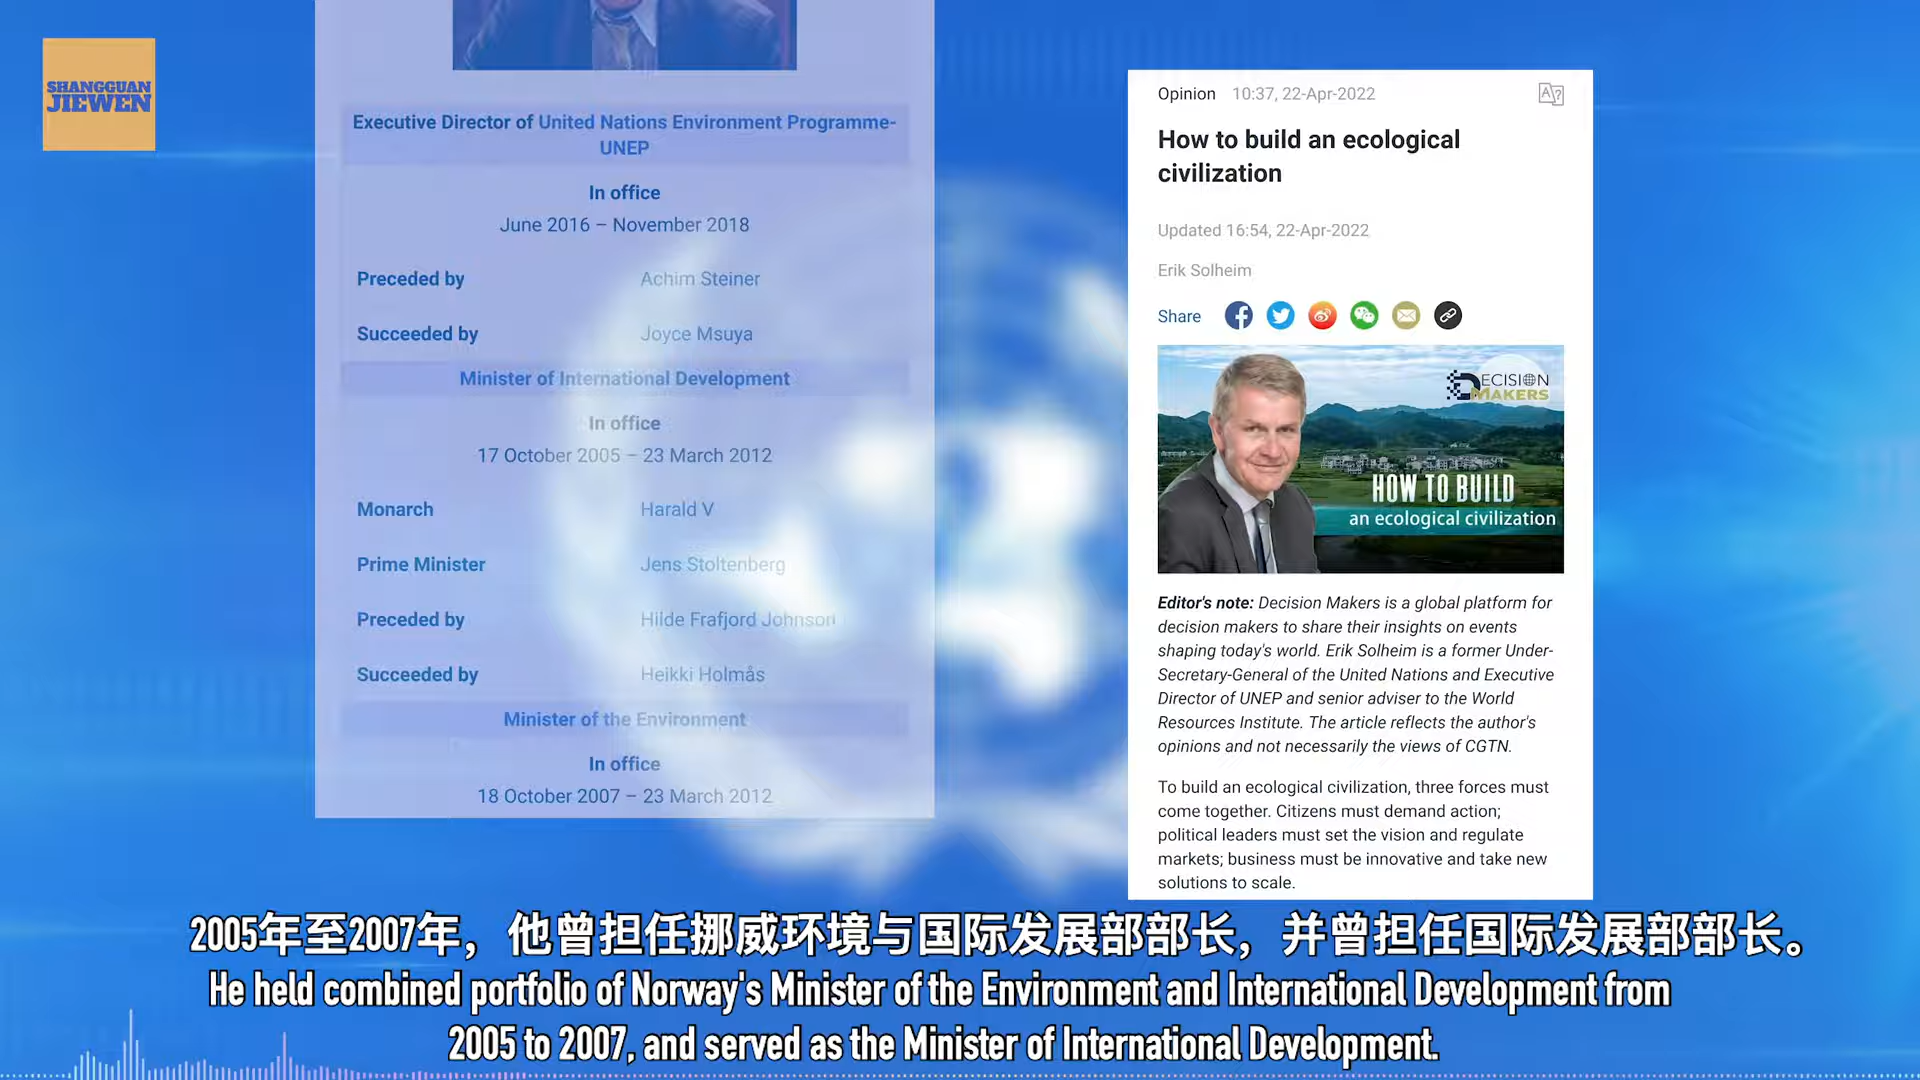 SHANGGUAN
JIEWEN
Executive Director of United Nations Environment Programme-
UNEP
In office
June 2016 – November 2018
Preceded by Achim Steiner
Succeeded by Joyce Msuya
Minister of International Development
In office
17 October 2005 – 23 March 2012
Monarch Harald V
Prime Minister Jens Stoltenberg
Preceded by Hilde Frafjord Johnson
Succeeded by Heikki Holmås
Minister of the Environment
In office
18 October 2007 – 23 March 2012
Opinion 10:37, 22-Apr-2022
How to build an ecological
civilization
Updated 16:54, 22-Apr-2022
Erik Solheim
Share
DECISION
MAKERS
HOW TO BUILD
an ecological civilization
Editor's note: Decision Makers is a global platform for
decision makers to share their insights on events
shaping today's world. Erik Solheim is a former Under-
Secretary-General of the United Nations and Executive
Director of UNEP and senior adviser to the World
Resources Institute. The article reflects the author's
opinions and not necessarily the views of CGTN.
To build an ecological civilization, three forces must
come together. Citizens must demand action;
political leaders must set the vision and regulate
markets; business must be innovative and take new
solutions to scale.
2005年至2007年，他曾担任挪威环境与国际发展部部长，并曾担任国际发展部部长。
He held combined portfolio of Norway's Minister of the Environment and International Development from
2005 to 2007, and served as the Minister of International Development.